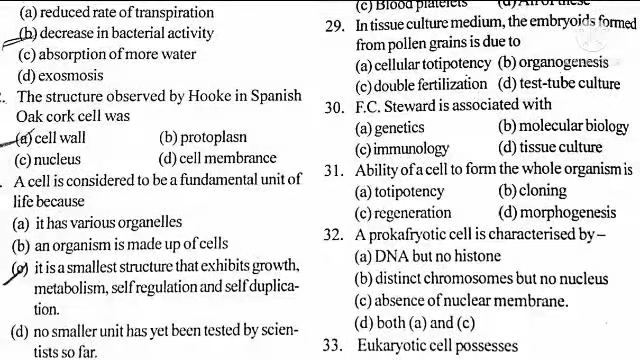 (a) reduced rate of transpiration
(b) decrease in bacterial activity
(c) absorption of more water
(d) exosmosis
. The structure observed by Hooke in Spanish
Oak cork cell was
(a) cell wall (b) protoplasn
(c) nucleus (d) cell membrance
. A cell is considered to be a fundamental unit of
life because
(a) it has various organelles
(b) an organism is made up of cells
(c) it is a smallest structure that exhibits growth,
metabolism, self regulation and self duplica-
tion.
(d) no smaller unit has yet been tested by scien-
tists so far.
(c) Blood platelets (d) All of these
29. In tissue culture medium, the embryoids formed
from pollen grains is due to
(a) cellular totipotency (b) organogenesis
(c) double fertilization (d) test-tube culture
30. F.C. Steward is associated with
(a) genetics (b) molecular biology
(c) immunology (d) tissue culture
31. Ability of a cell to form the whole organism is
(a) totipotency (b) cloning
(c) regeneration (d) morphogenesis
32. A prokafryotic cell is characterised by –
(a) DNA but no histone
(b) distinct chromosomes but no nucleus
(c) absence of nuclear membrane.
(d) both (a) and (c)
33. Eukaryotic cell possesses